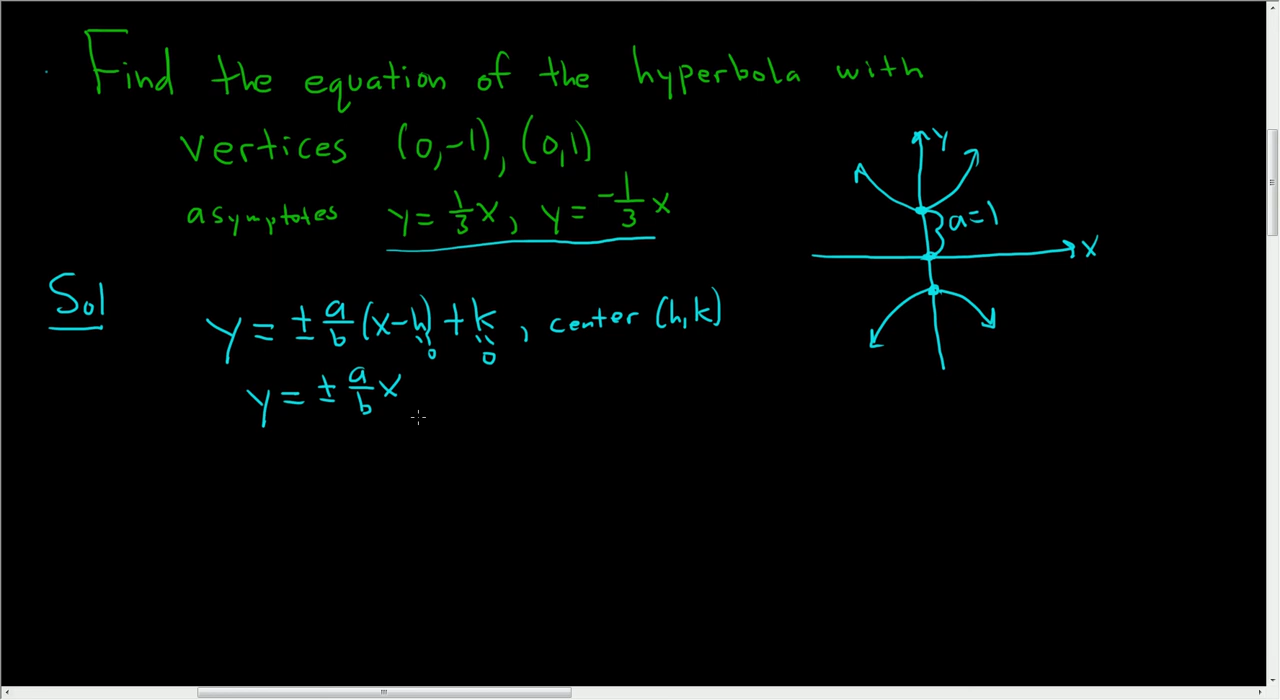 Find the equation of the hyperbola with
vertices (0,-1), (0,1)
asymptotes y = 1/3 x, y = -1/3 x
Sol
y = ± a/b (x-h) + k, center (h,k)
0 0
y = ± a/b x
y
a=1
x